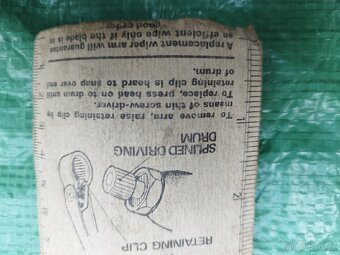 RETAINING CLIP
2
SPLINED DRIVING
DRUM
To remove arm, raise retaining clip by
means of thin screw-driver.
1
To replace, press head on drum until
retaining clip is heard to snap over end
of drum.
A replacement wiper arm will guarantee
an efficient wipe only if the blade is in
good order.